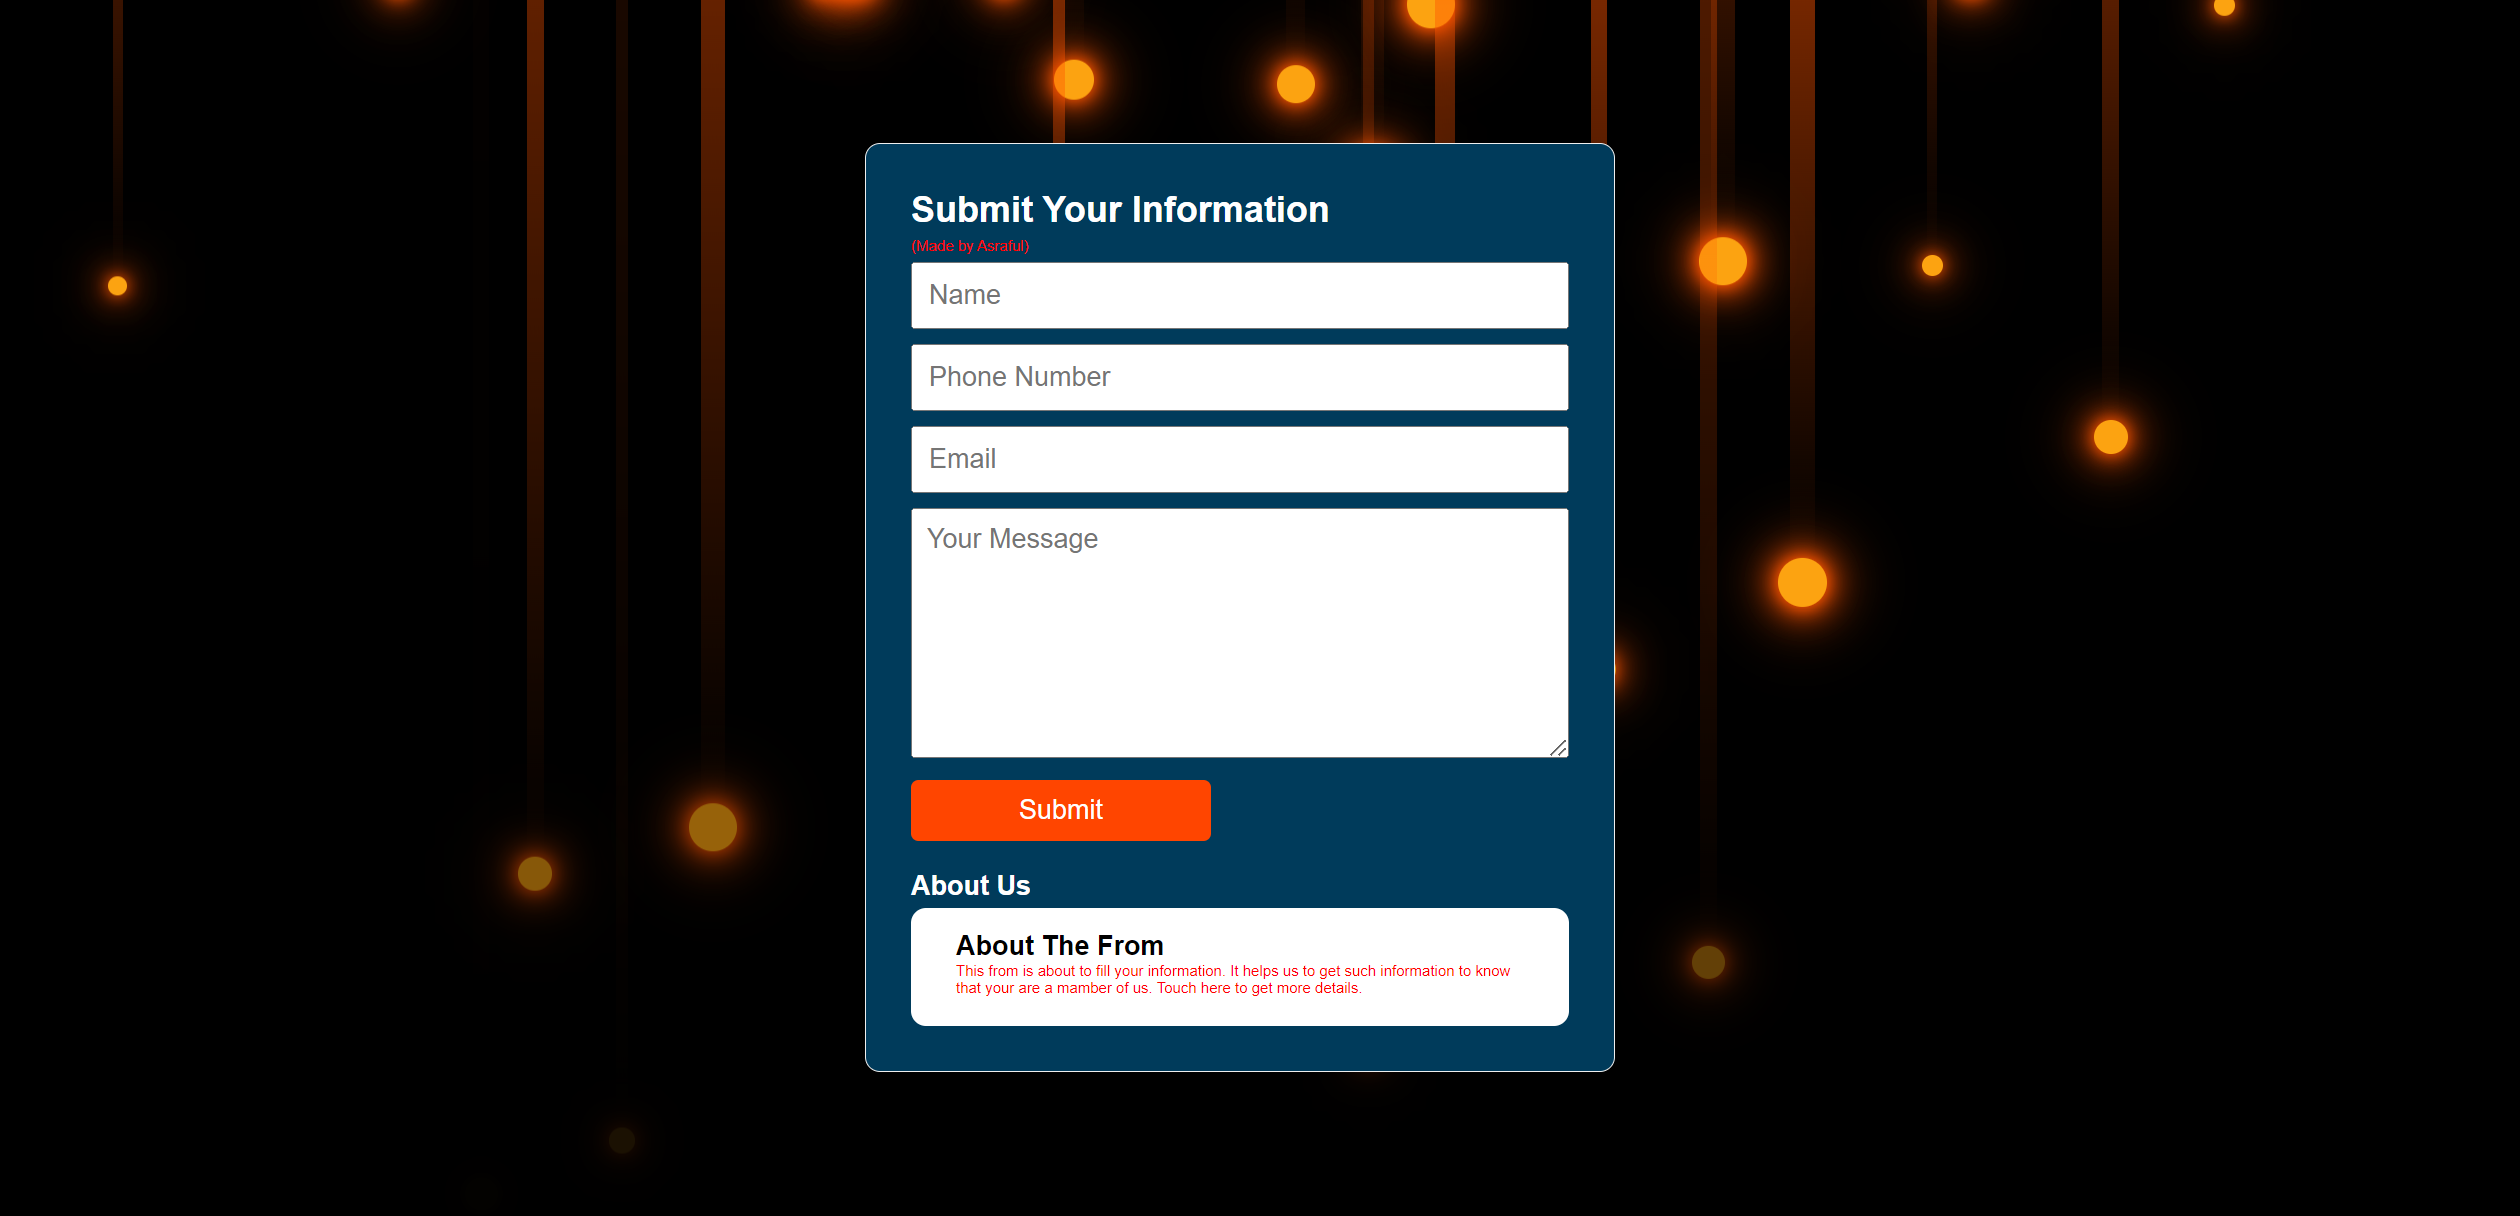 Submit Your Information
(Made by Asraful)
Name
Phone Number
Email
Your Message
Submit
About Us
About The From
This from is about to fill your information. It helps us to get such information to know
that your are a mamber of us. Touch here to get more details.